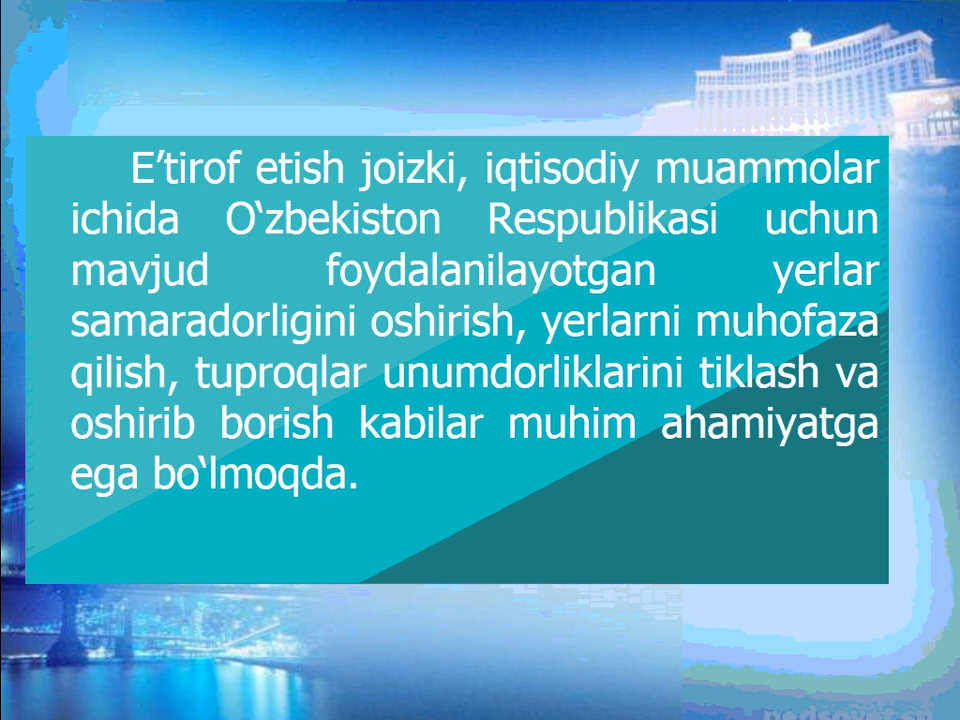 E’titrof etish joizki, iqtisodiy muammolar
ichida O‘zbekiston Respublikasi uchun
mavjud foydalanilayotgan yerlar
samaradorligini oshirish, yerlarni muhofaza
qilish, tuproqlar unumdorliklarini tiklash va
oshirib borish kabilar muhim ahamiyatga
ega bo‘lmoqda.